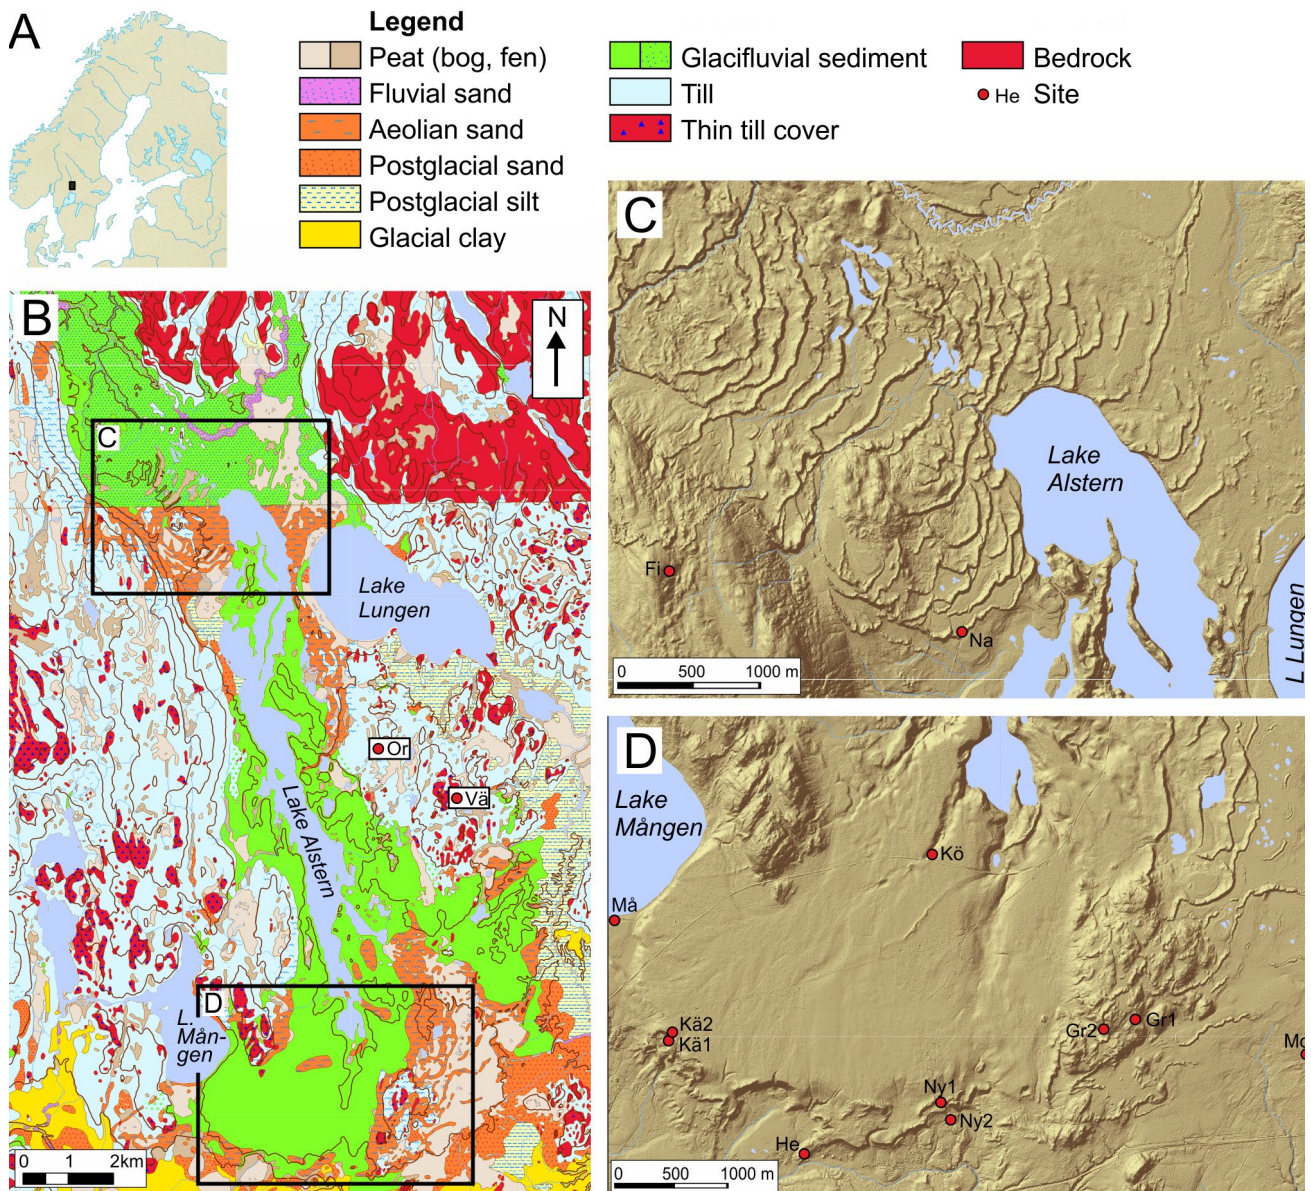 A
Legend
Peat (bog, fen)
Fluvial sand
Aeolian sand
Postglacial sand
Postglacial silt
Glacial clay
Glacifluvial sediment
Till
Thin till cover
Bedrock
He Site
B
N
C
Lake
Lungen
Or
Vä
Lake Alstern
D
L.
Mån-
gen
0 1 2km
C
Lake
Alstern
Fi
Na
L Lungen
0 500 1000 m
D
Lake
Mången
Kö
Må
Kä2
Kä1
Gr2
Gr1
Mo
Ny1
Ny2
He
0 500 1000 m